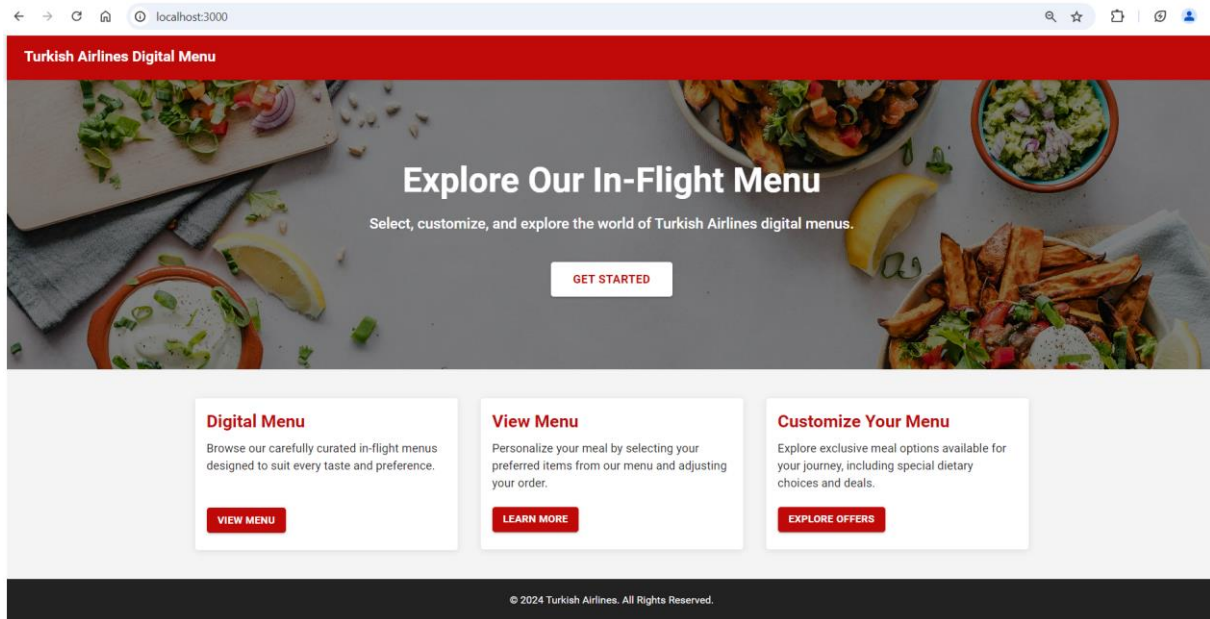 localhost:3000
Turkish Airlines Digital Menu
Explore Our In-Flight Menu
Select, customize, and explore the world of Turkish Airlines digital menus.
GET STARTED
Digital Menu
Browse our carefully curated in-flight menus
designed to suit every taste and preference.
VIEW MENU
View Menu
Personalize your meal by selecting your
preferred items from our menu and adjusting
your order.
LEARN MORE
Customize Your Menu
Explore exclusive meal options available for
your journey, including special dietary
choices and deals.
EXPLORE OFFERS
© 2024 Turkish Airlines. All Rights Reserved.